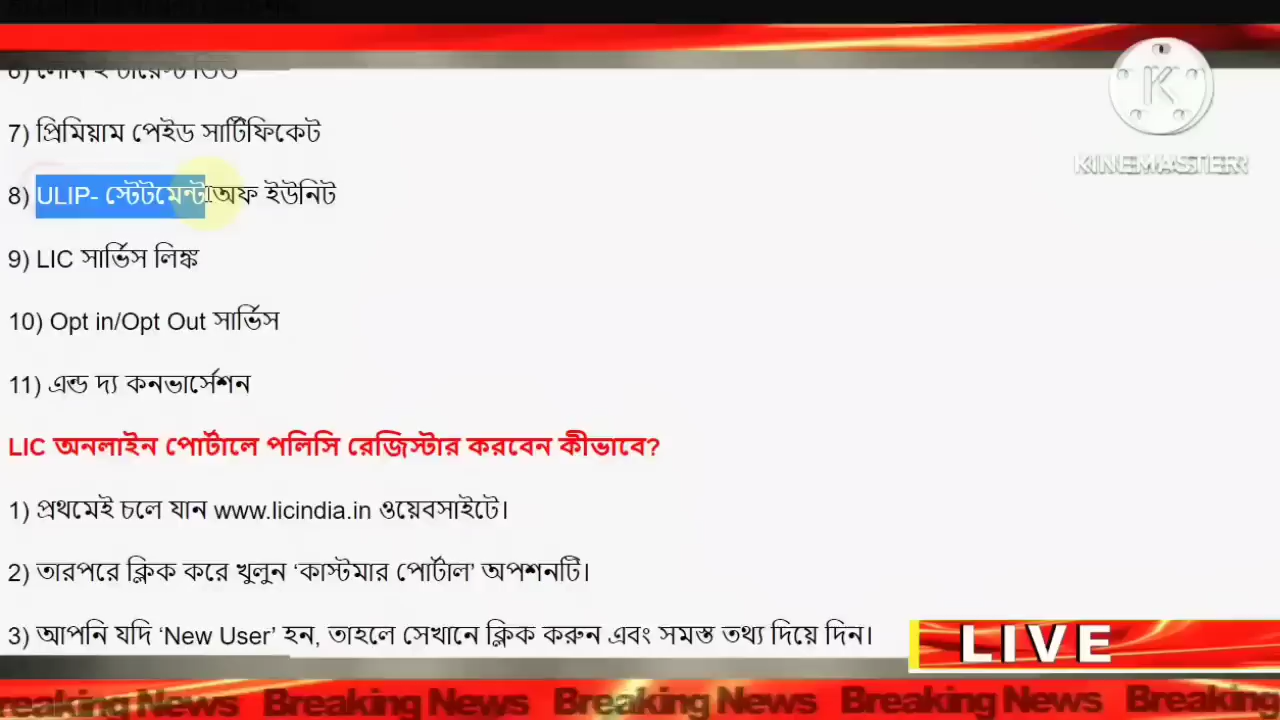 7) প্রিমিয়াম পেইড সার্টিফিকেট
K
KINEMASTER
8) ULIP- স্টেটমেন্ট অফ ইউনিট
9) LIC সার্ভিস লিঙ্ক
10) Opt in/Opt Out সার্ভিস
11) এন্ড দ্য কনভার্সেশন
LIC অনলাইন পোর্টালে পলিসি রেজিস্টার করবেন কীভাবে?
1) প্রথমেই চলে যান www.licindia.in ওয়েবসাইটে।
2) তারপরে ক্লিক করে খুলুন ‘কাস্টমার পোর্টাল’ অপশনটি।
3) আপনি যদি ‘New User’ হন, তাহলে সেখানে ক্লিক করুন এবং সমস্ত তথ্য দিয়ে দিন।
LIVE
reaking News Breaking News Breaking News Breaking News Breaking